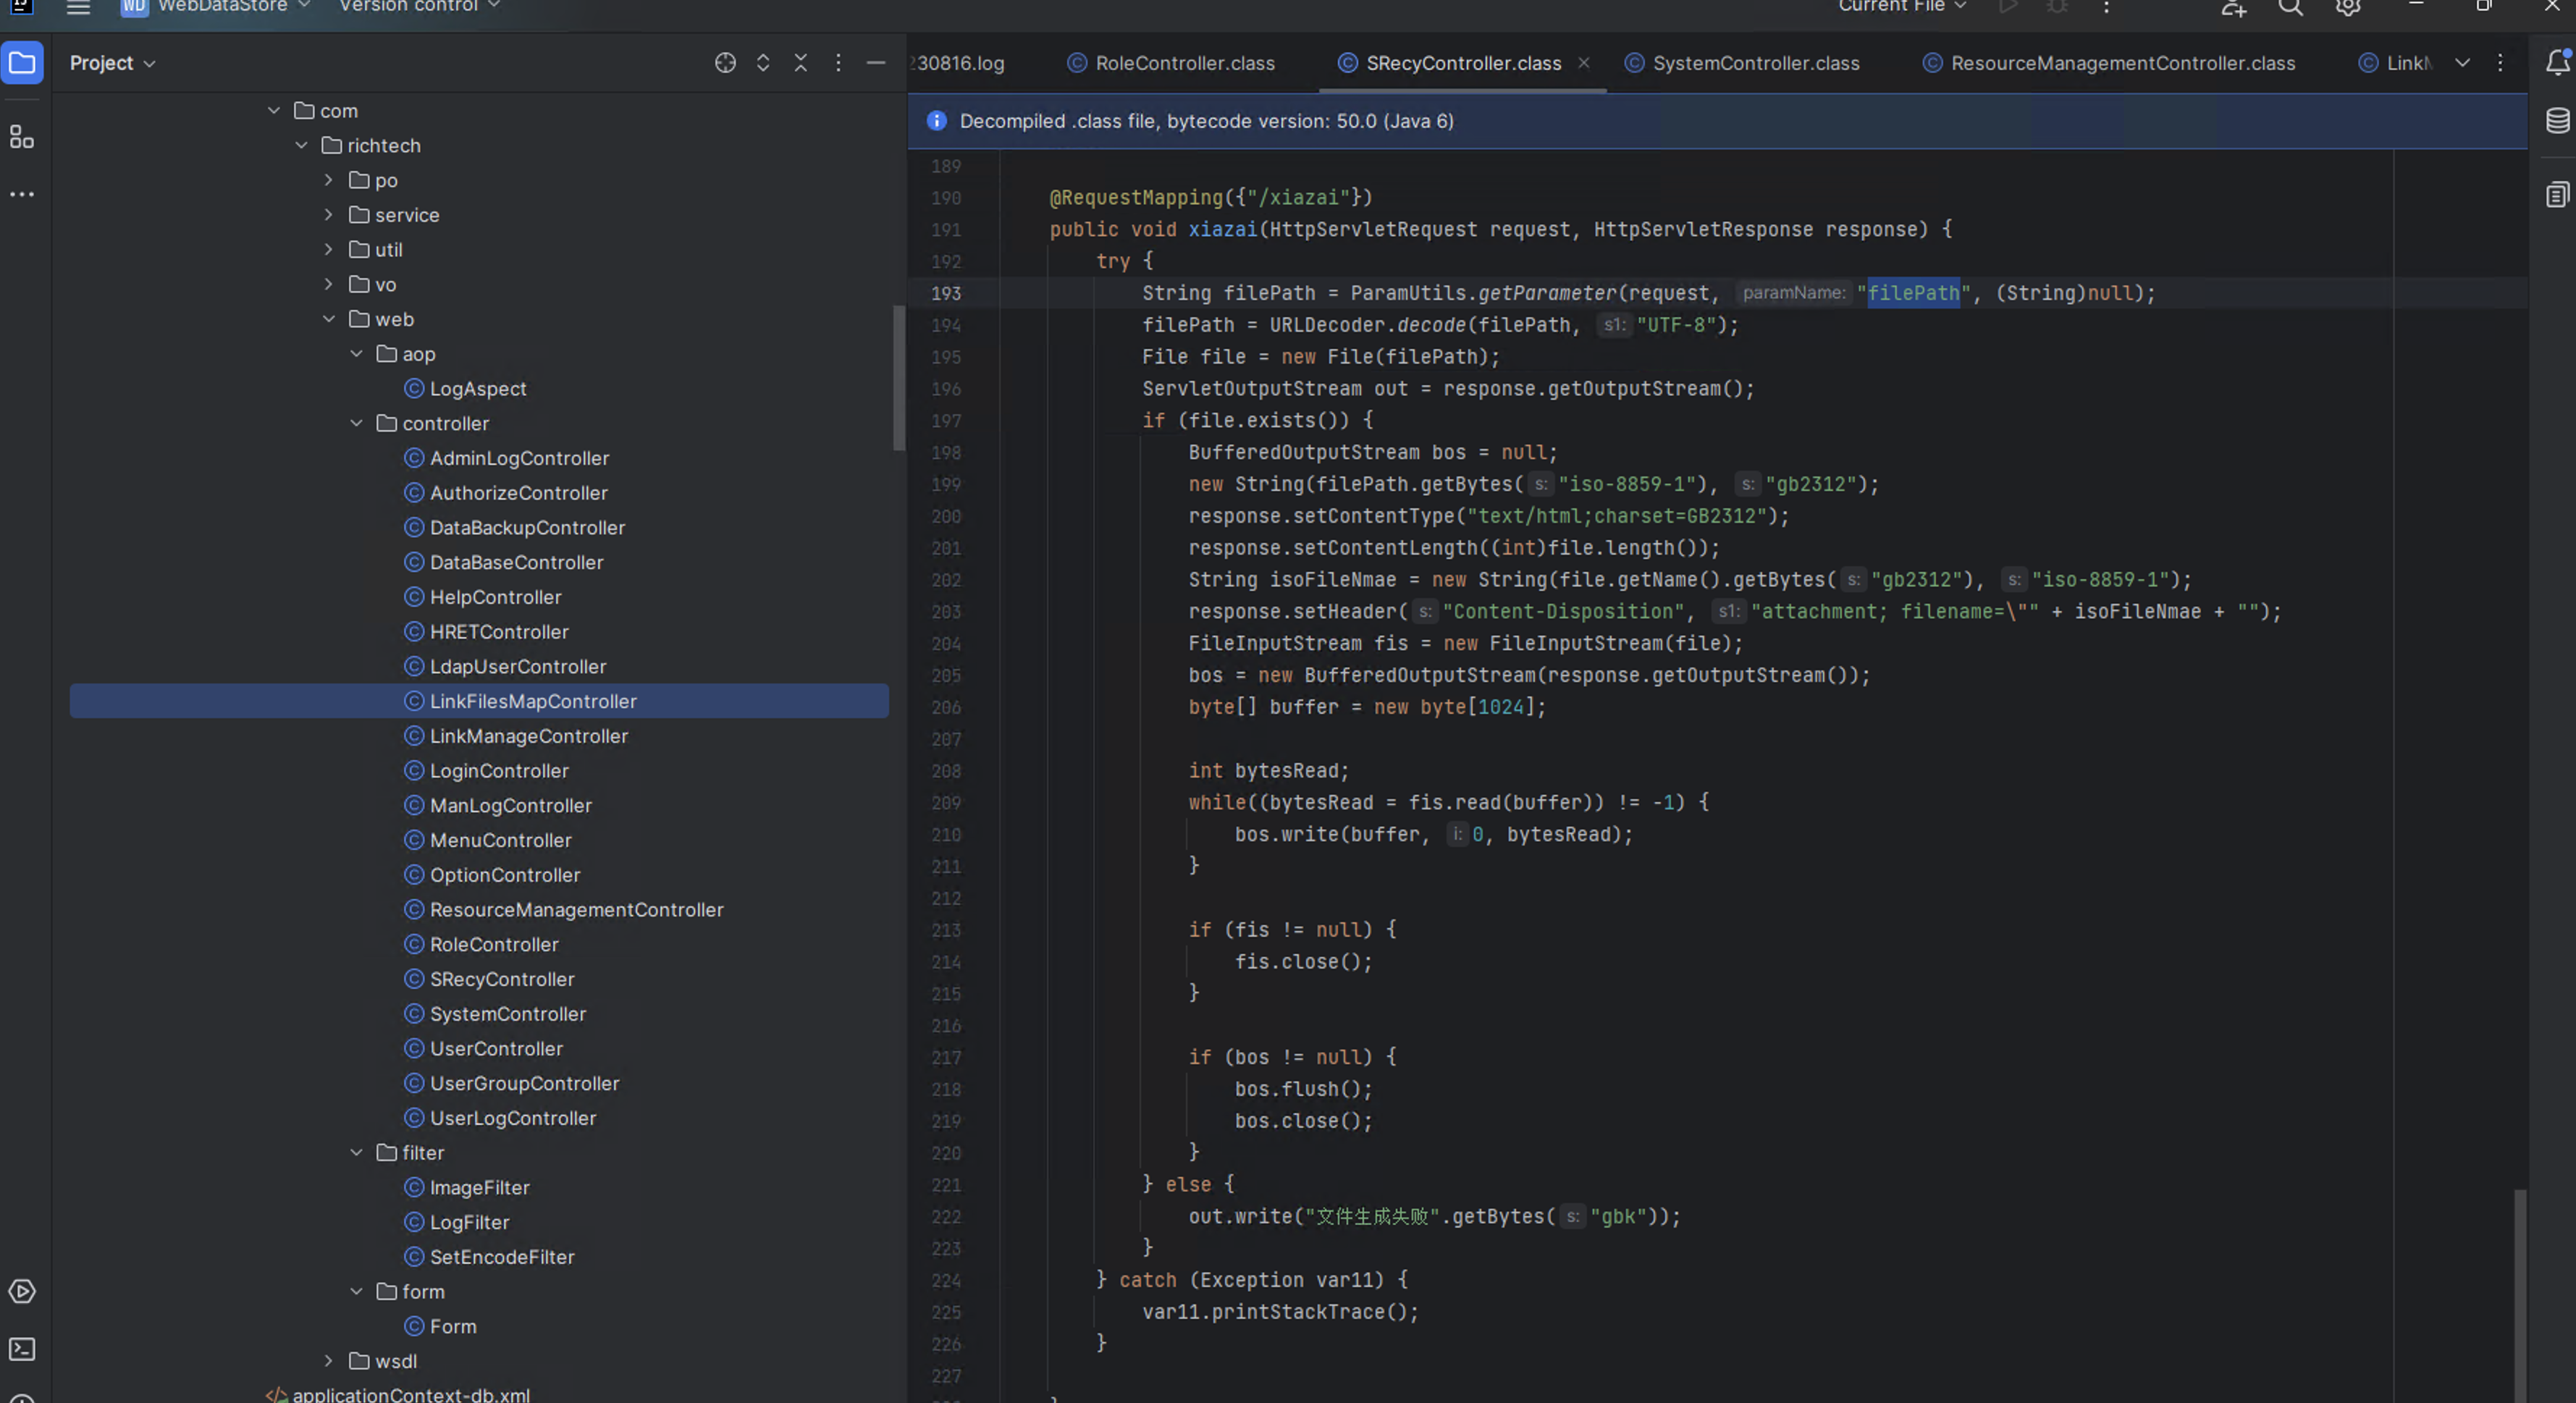 WD WebDataStore Version control Current File
Project
com
richtech
po
service
util
vo
web
aop
LogAspect
controller
AdminLogController
AuthorizeController
DataBackupController
DataBaseController
HelpController
HRETController
LdapUserController
LinkFilesMapController
LinkManageController
LoginController
ManLogController
MenuController
OptionController
ResourceManagementController
RoleController
SRecyController
SystemController
UserController
UserGroupController
UserLogController
filter
ImageFilter
LogFilter
SetEncodeFilter
form
Form
wsdl
applicationContext-db.xml
230816.log RoleController.class SRecyController.class SystemController.class ResourceManagementController.class Link
Decompiled .class file, bytecode version: 50.0 (Java 6)
189
190 @RequestMapping({"/xiazai"})
191 public void xiazai(HttpServletRequest request, HttpServletResponse response) {
192 try {
193 String filePath = ParamUtils.getParameter(request, paramName: "filePath", (String)null);
194 filePath = URLDecoder.decode(filePath, s1: "UTF-8");
195 File file = new File(filePath);
196 ServletOutputStream out = response.getOutputStream();
197 if (file.exists()) {
198 BufferedOutputStream bos = null;
199 new String(filePath.getBytes( s: "iso-8859-1"), s: "gb2312");
200 response.setContentType("text/html;charset=GB2312");
201 response.setContentLength((int)file.length());
202 String isoFileNmae = new String(file.getName().getBytes( s: "gb2312"), s: "iso-8859-1");
203 response.setHeader( s: "Content-Disposition", s1: "attachment; filename=\"" + isoFileNmae + "");
204 FileInputStream fis = new FileInputStream(file);
205 bos = new BufferedOutputStream(response.getOutputStream());
206 byte[] buffer = new byte[1024];
207
208 int bytesRead;
209 while((bytesRead = fis.read(buffer)) != -1) {
210 bos.write(buffer, i: 0, bytesRead);
211 }
212
213 if (fis != null) {
214 fis.close();
215 }
216
217 if (bos != null) {
218 bos.flush();
219 bos.close();
220 }
221 } else {
222 out.write("文件生成失败".getBytes( s: "gbk"));
223 }
224 } catch (Exception var11) {
225 var11.printStackTrace();
226 }
227